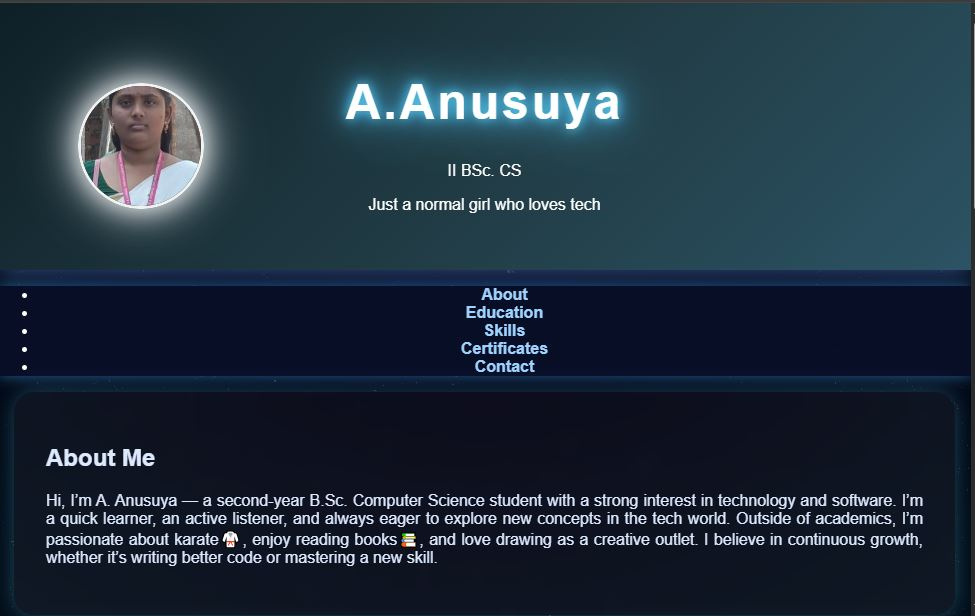 A.Anusuya
II BSc. CS
Just a normal girl who loves tech
About
Education
Skills
Certificates
Contact
About Me
Hi, I’m A. Anusuya — a second-year B.Sc. Computer Science student with a strong interest in technology and software. I’m
a quick learner, an active listener, and always eager to explore new concepts in the tech world. Outside of academics, I’m
passionate about karate 🥋, enjoy reading books 📚, and love drawing as a creative outlet. I believe in continuous growth,
whether it’s writing better code or mastering a new skill.